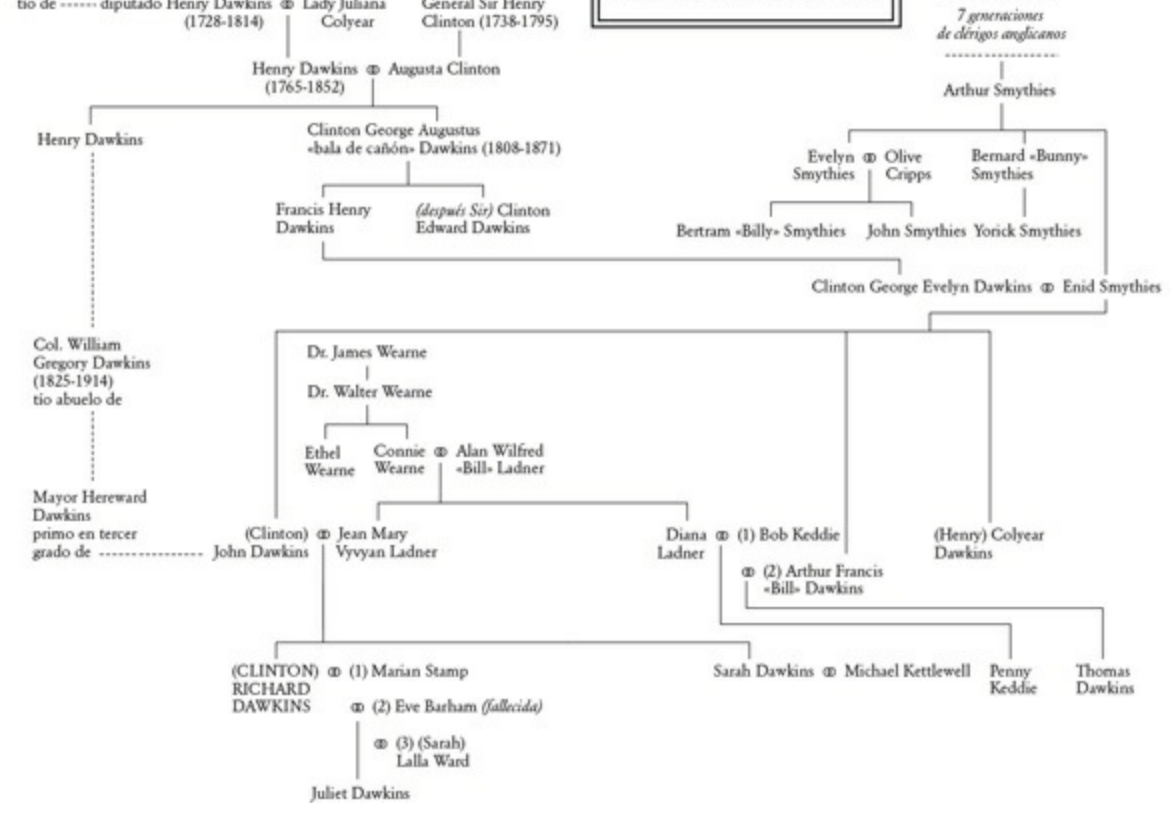 tío de diputado Henry Dawkins ⚭ Lady Juliana
(1728-1814) Colyear
General Sir Henry
Clinton (1738-1795)
7 generaciones
de clérigos anglicanos
Henry Dawkins ⚭ Augusta Clinton
(1765-1852)
Arthur Smythies
Henry Dawkins
Clinton George Augustus
«bala de cañón» Dawkins (1808-1871)
Evelyn ⚭ Olive
Smythies Cripps
Bernard «Bunny»
Smythies
Francis Henry
Dawkins
(después Sir) Clinton
Edward Dawkins
Bertram «Billy» Smythies
John Smythies
Yorick Smythies
Clinton George Evelyn Dawkins ⚭ Enid Smythies
Col. William
Gregory Dawkins
(1825-1914)
tío abuelo de
Dr. James Wearne
Dr. Walter Wearne
Ethel
Wearne
Connie ⚭ Alan Wilfred
Wearne «Bill» Ladner
Mayor Hereward
Dawkins
primo en tercer
grado de
(Clinton) ⚭ Jean Mary
John Dawkins Vyvyan Ladner
Diana ⚭ (1) Bob Keddie
Ladner
⚭ (2) Arthur Francis
«Bill» Dawkins
(Henry) Colyear
Dawkins
(CLINTON) ⚭ (1) Marian Stamp
RICHARD
DAWKINS ⚭ (2) Eve Barham (fallecida)
⚭ (3) (Sarah)
Lalla Ward
Sarah Dawkins ⚭ Michael Kettlewell
Penny
Keddie
Thomas
Dawkins
Juliet Dawkins